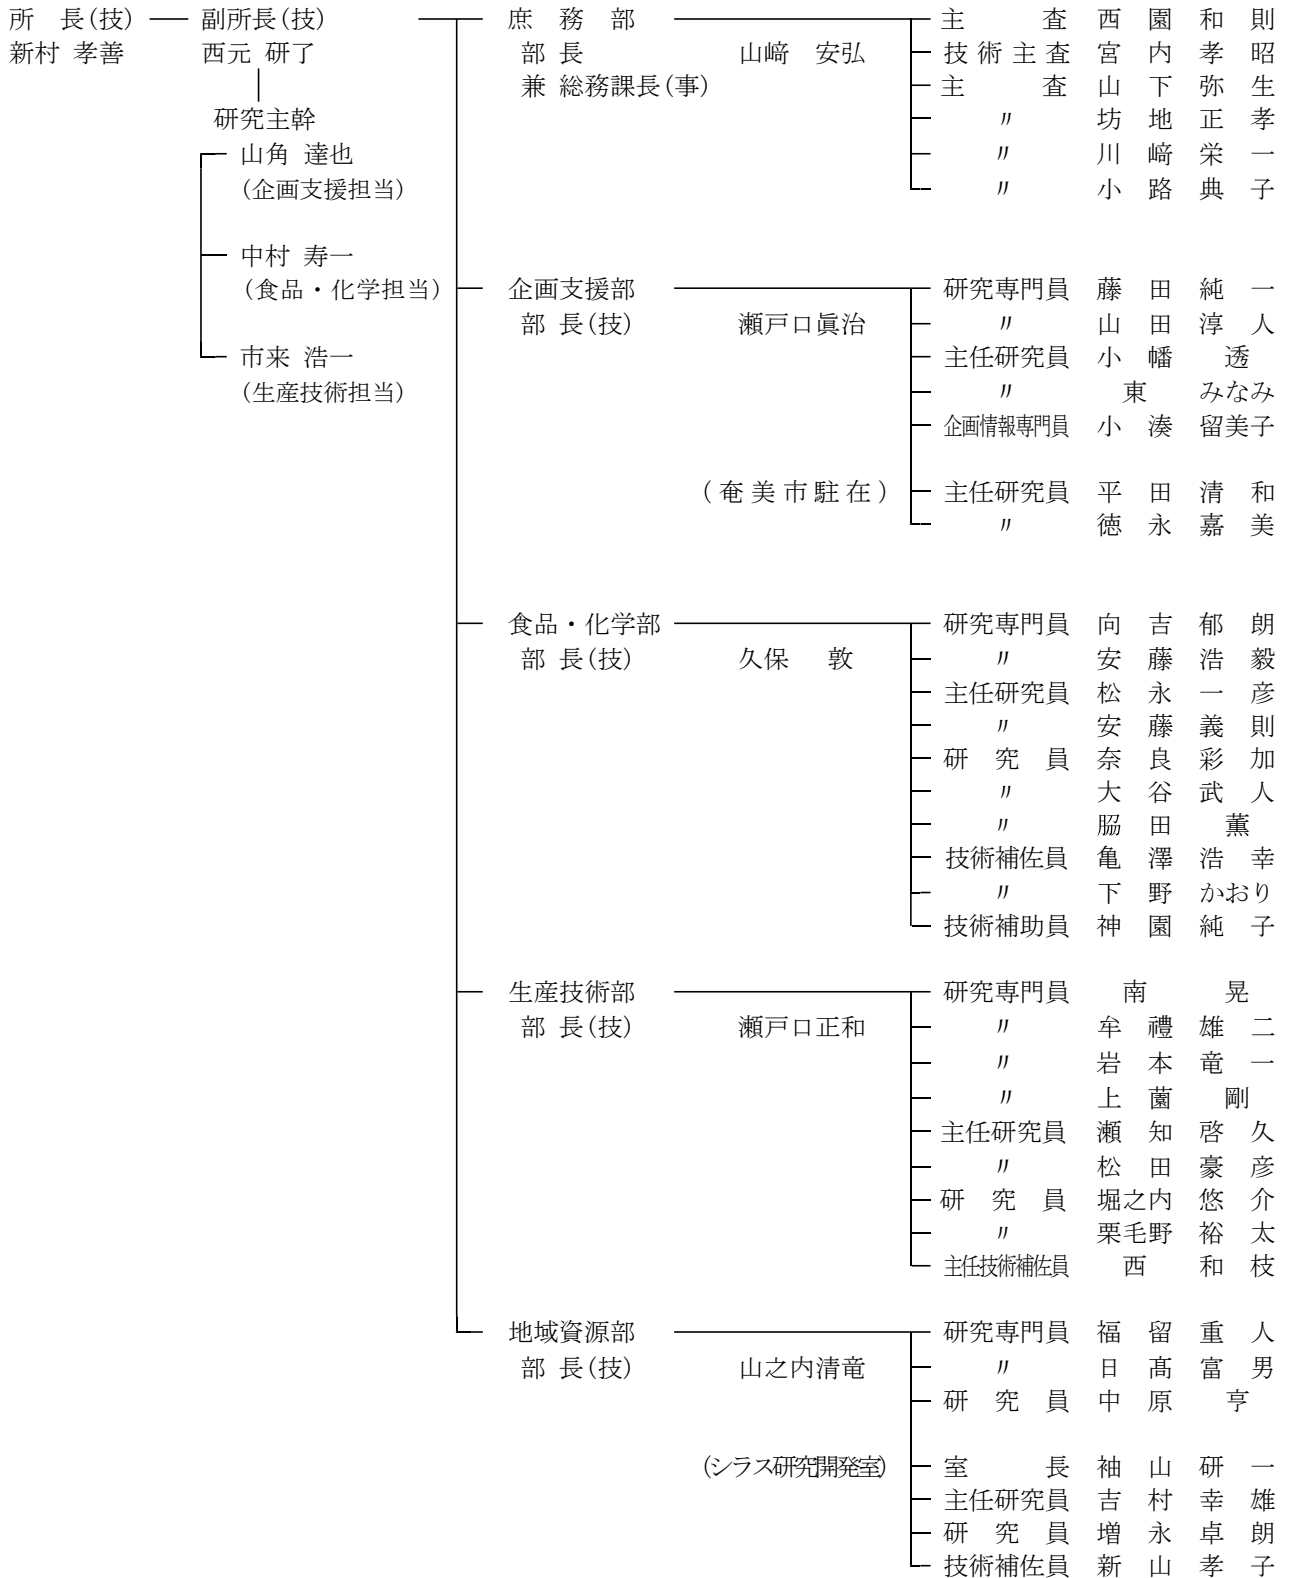 所 長(技) 副所長(技) 庶務部 主査 西園和則
新村 孝善 西元 研了 部長 山﨑 安弘 技術主査 宮内孝昭
兼 総務課長(事) 主査 山下弥生
研究主幹 〃 坊地正孝
山角 達也 〃 川﨑栄一
(企画支援担当) 〃 小路典子
中村 寿一
(食品・化学担当) 企画支援部 研究専門員 藤田純一
部 長(技) 瀬戸口眞治 〃 山田淳人
市来 浩一 主任研究員 小幡 透
(生産技術担当) 〃 東 みなみ
企画情報専門員 小湊 留美子
(奄美市駐在) 主任研究員 平田清和
〃 徳永嘉美
食品・化学部 研究専門員 向吉郁朗
部 長(技) 久保 敦 〃 安藤浩毅
主任研究員 松永一彦
〃 安藤義則
研究員 奈良彩加
〃 大谷武人
〃 脇田 薫
技術補佐員 亀澤浩幸
〃 下野 かおり
技術補助員 神園純子
生産技術部 研究専門員 南 晃
部 長(技) 瀬戸口正和 〃 牟禮雄二
〃 岩本竜一
〃 上薗 剛
主任研究員 瀬知啓久
〃 松田豪彦
研究員 堀之内悠介
〃 栗毛野裕太
主任技術補佐員 西 和枝
地域資源部 研究専門員 福留重人
部 長(技) 山之内清竜 〃 日髙富男
研究員 中原 亨
(シラス研究開発室) 室長 袖山研一
主任研究員 吉村幸雄
研究員 増永卓朗
技術補佐員 新山孝子